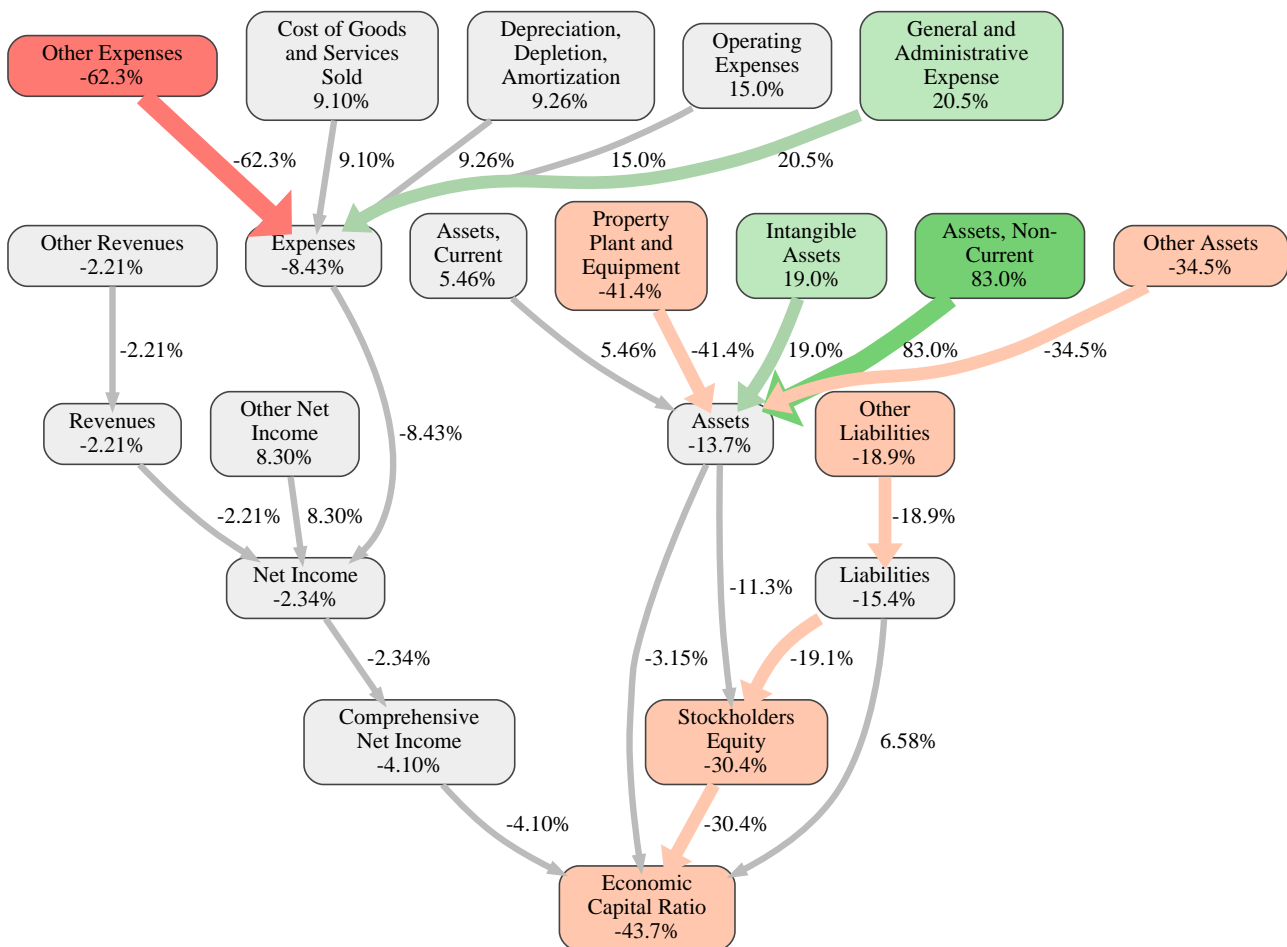 Other Expenses
-62.3%
Cost of Goods
and Services
Sold
9.10%
Depreciation,
Depletion,
Amortization
9.26%
Operating
Expenses
15.0%
General and
Administrative
Expense
20.5%
-62.3%
9.10%
9.26%
15.0%
20.5%
Other Revenues
-2.21%
Expenses
-8.43%
Assets,
Current
5.46%
Property
Plant and
Equipment
-41.4%
Intangible
Assets
19.0%
Assets, Non-
Current
83.0%
Other Assets
-34.5%
-2.21%
5.46%
-41.4%
19.0%
83.0%
-34.5%
Revenues
-2.21%
Other Net
Income
8.30%
-8.43%
Assets
-13.7%
Other
Liabilities
-18.9%
-2.21%
8.30%
-18.9%
Net Income
-2.34%
-11.3%
Liabilities
-15.4%
-2.34%
-3.15%
-19.1%
Comprehensive
Net Income
-4.10%
Stockholders
Equity
-30.4%
6.58%
-4.10%
-30.4%
Economic
Capital Ratio
-43.7%